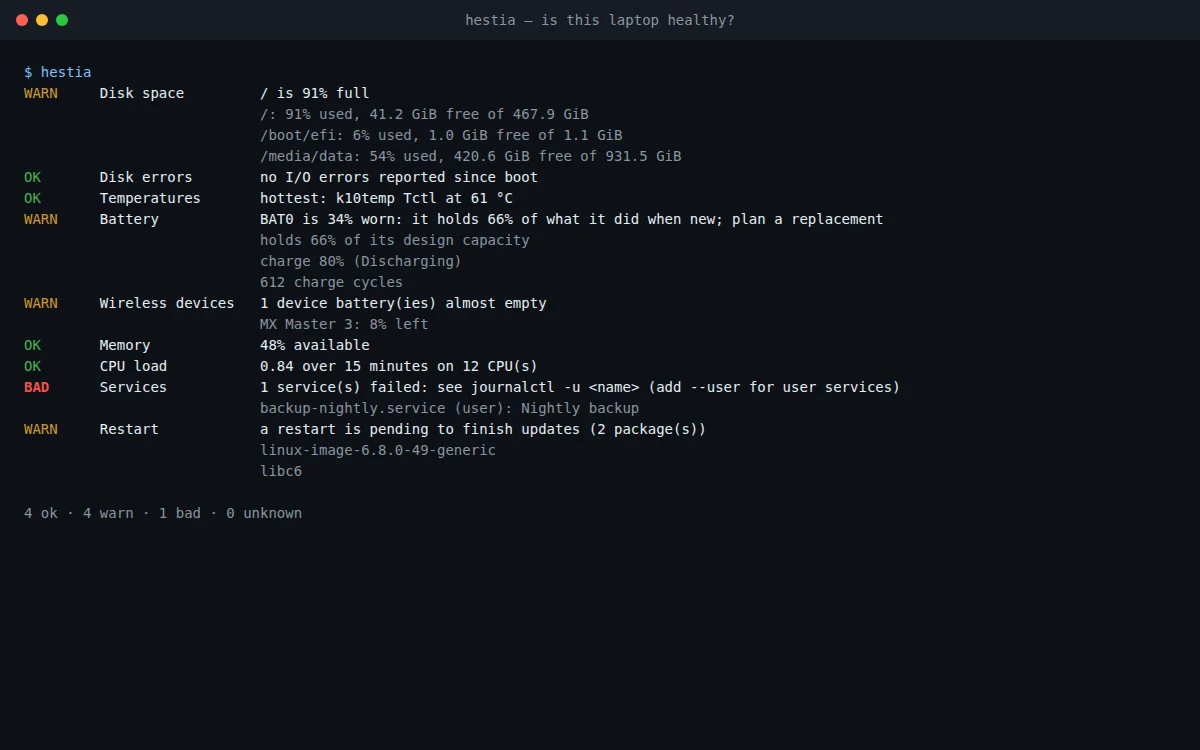 hestia — is this laptop healthy?
$ hestia
WARN Disk space / is 91% full
/: 91% used, 41.2 GiB free of 467.9 GiB
/boot/efi: 6% used, 1.0 GiB free of 1.1 GiB
/media/data: 54% used, 420.6 GiB free of 931.5 GiB
OK Disk errors no I/O errors reported since boot
OK Temperatures hottest: k10temp Tctl at 61 °C
WARN Battery BAT0 is 34% worn: it holds 66% of what it did when new; plan a replacement
holds 66% of its design capacity
charge 80% (Discharging)
612 charge cycles
WARN Wireless devices 1 device battery(ies) almost empty
MX Master 3: 8% left
OK Memory 48% available
OK CPU load 0.84 over 15 minutes on 12 CPU(s)
BAD Services 1 service(s) failed: see journalctl -u <name> (add --user for user services)
backup-nightly.service (user): Nightly backup
WARN Restart a restart is pending to finish updates (2 package(s))
linux-image-6.8.0-49-generic
libc6
4 ok · 4 warn · 1 bad · 0 unknown